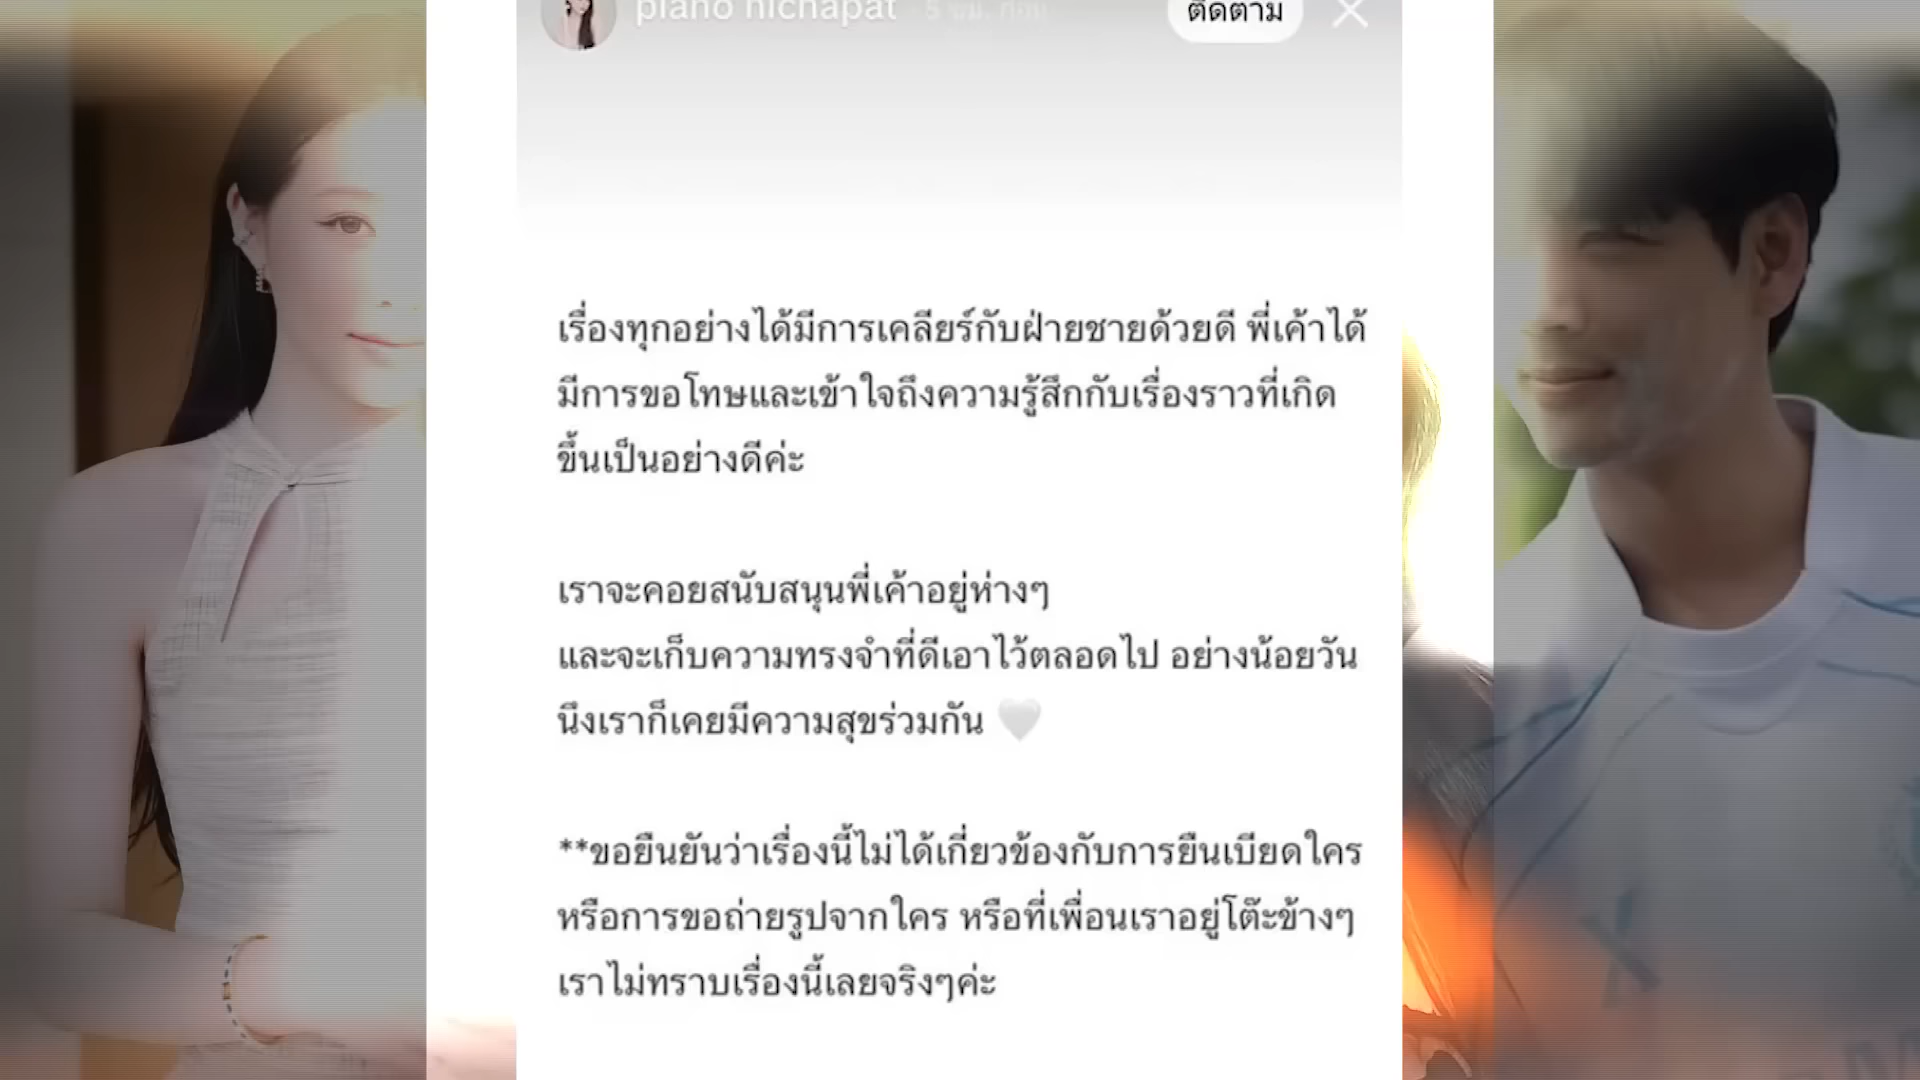 piano nichapat 5 ชม. ก่อน
ติดตาม
เรื่องทุกอย่างได้มีการเคลียร์กับฝ่ายชายด้วยดี พี่เค้าได้
มีการขอโทษและเข้าใจถึงความรู้สึกกับเรื่องราวที่เกิด
ขึ้นเป็นอย่างดีค่ะ
เราจะคอยสนับสนุนพี่เค้าอยู่ห่างๆ
และจะเก็บความทรงจำที่ดีเอาไว้ตลอดไป อย่างน้อยวัน
นึงเราก็เคยมีความสุขร่วมกัน 🤍
**ขอยืนยันว่าเรื่องนี้ไม่ได้เกี่ยวข้องกับการยืนเบียดใคร
หรือการขอถ่ายรูปจากใคร หรือที่เพื่อนเราอยู่โต๊ะข้างๆ
เราไม่ทราบเรื่องนี้เลยจริงๆค่ะ